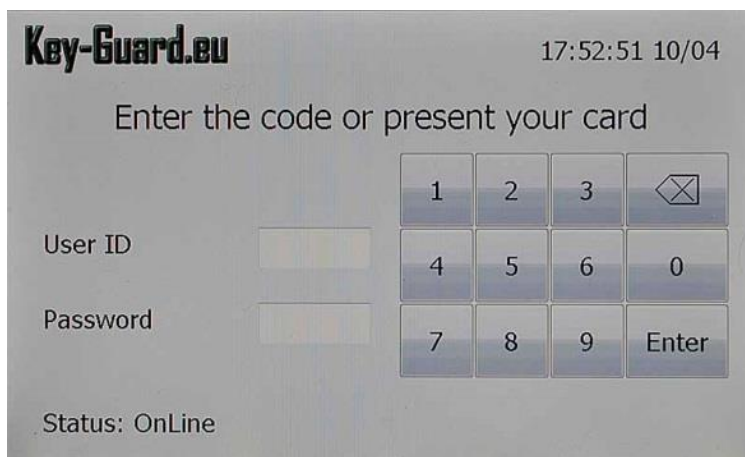 Key-Guard.eu
17:52:51 10/04
Enter the code or present your card
1 2 3
User ID
4 5 6 0
Password
7 8 9 Enter
Status: OnLine